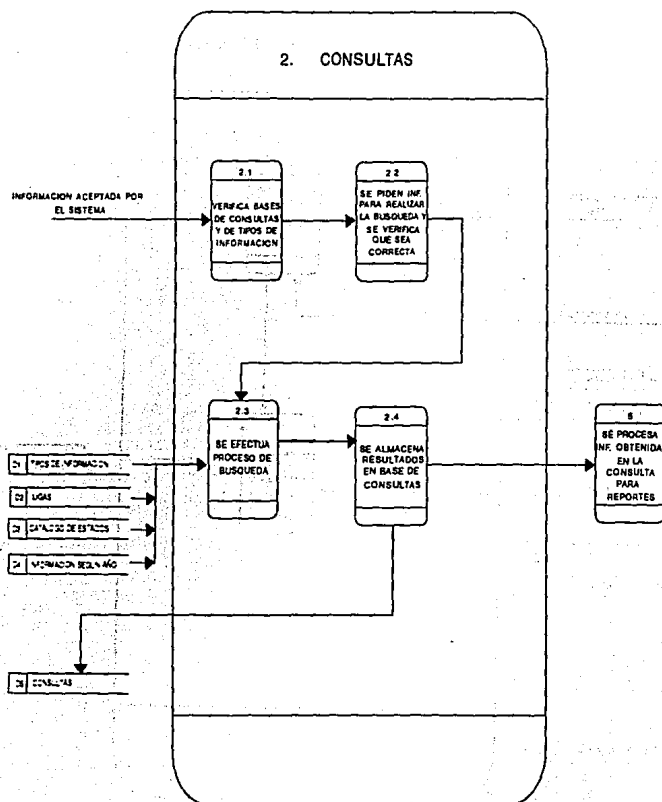 2. CONSULTAS
2.1
VERIFICA BASES
DE CONSULTAS
Y DE TIPOS DE
INFORMACION
2.2
SE PIDEN INF.
PARA REALIZAR
LA BUSQUEDA Y
SE VERIFICA
QUE SEA
CORRECTA
INFORMACION ACEPTADA POR
EL SISTEMA
2.3
SE EFECTUA
PROCESO DE
BUSQUEDA
2.4
SE ALMACENA
RESULTADOS
EN BASE DE
CONSULTAS
5
SE PROCESA
INF. OBTENIDA
EN LA
CONSULTA
PARA
REPORTES
D1 TIPOS DE INFORMACION
LIGAS
CATALOGO DE ESTADOS
D4 INFORMACION SEGUN AÑO
CONSULTAS